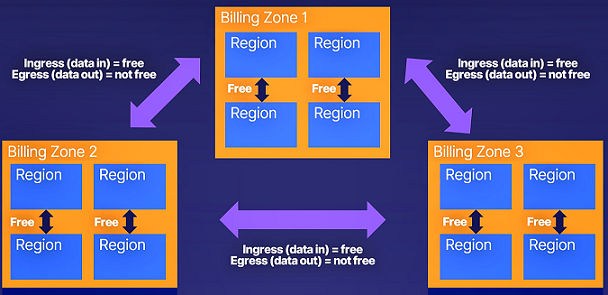 Billing Zone 1
Region Region
Free Free
Region Region
Ingress (data in) = free
Egress (data out) = not free
Ingress (data in) = free
Egress (data out) = not free
Billing Zone 2
Region Region
Free Free
Region Region
Billing Zone 3
Region Region
Free Free
Region Region
Ingress (data in) = free
Egress (data out) = not free